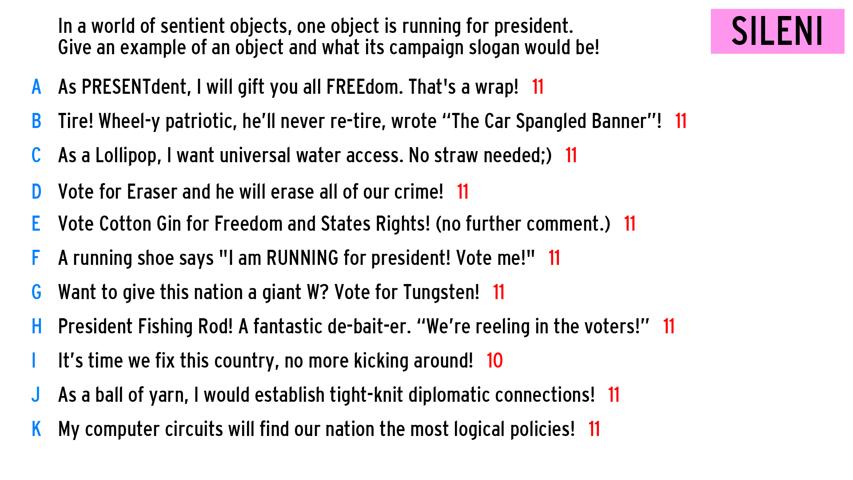 In a world of sentient objects, one object is running for president.
Give an example of an object and what its campaign slogan would be!
SILENI
A As PRESENTdent, I will gift you all FREEdom. That's a wrap! 11
B Tire! Wheel-y patriotic, he’ll never re-tire, wrote “The Car Spangled Banner”! 11
C As a Lollipop, I want universal water access. No straw needed;) 11
D Vote for Eraser and he will erase all of our crime! 11
E Vote Cotton Gin for Freedom and States Rights! (no further comment.) 11
F A running shoe says "I am RUNNING for president! Vote me!" 11
G Want to give this nation a giant W? Vote for Tungsten! 11
H President Fishing Rod! A fantastic de-bait-er. “We’re reeling in the voters!” 11
I It’s time we fix this country, no more kicking around! 10
J As a ball of yarn, I would establish tight-knit diplomatic connections! 11
K My computer circuits will find our nation the most logical policies! 11